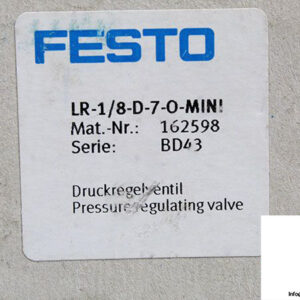 FESTO
LR-1/8-D-7-O-MINI
Mat.-Nr.: 162598
Serie: BD43
Druckregelventil
Pressure regulating valve